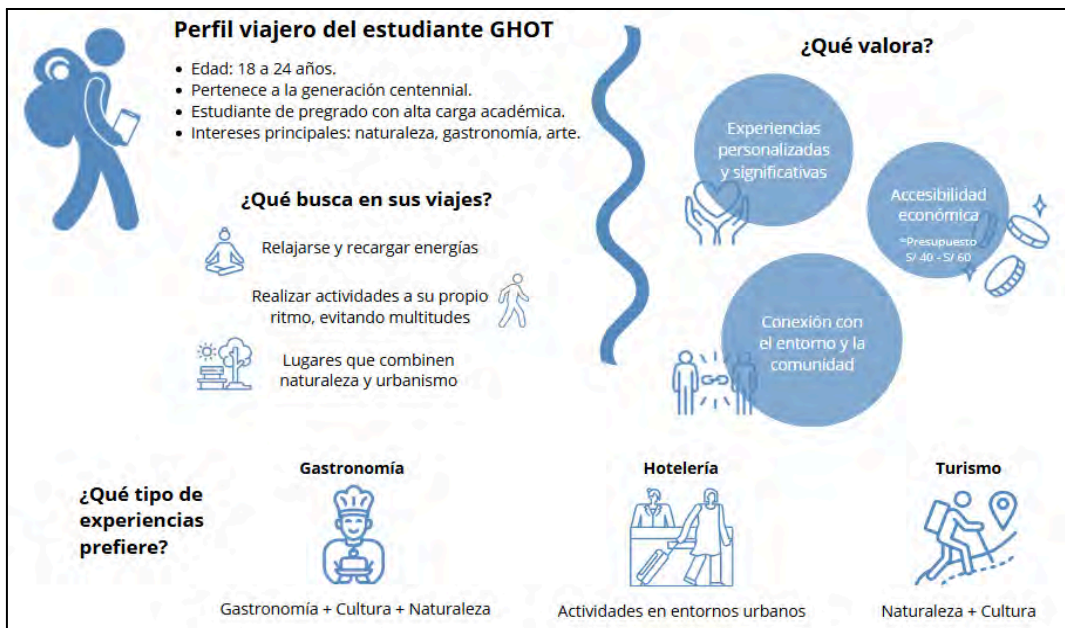 Perfil viajero del estudiante GHOT
• Edad: 18 a 24 años.
• Pertenece a la generación centennial.
• Estudiante de pregrado con alta carga académica.
• Intereses principales: naturaleza, gastronomía, arte.
¿Qué busca en sus viajes?
Relajarse y recargar energías
Realizar actividades a su propio
ritmo, evitando multitudes
Lugares que combinen
naturaleza y urbanismo
¿Qué valora?
Experiencias
personalizadas
y significativas
Accesibilidad
económica
*Presupuesto
S/ 40 - S/ 60
Conexión con
el entorno y la
comunidad
¿Qué tipo de
experiencias
prefiere?
Gastronomía
Gastronomía + Cultura + Naturaleza
Hotelería
Actividades en entornos urbanos
Turismo
Naturaleza + Cultura